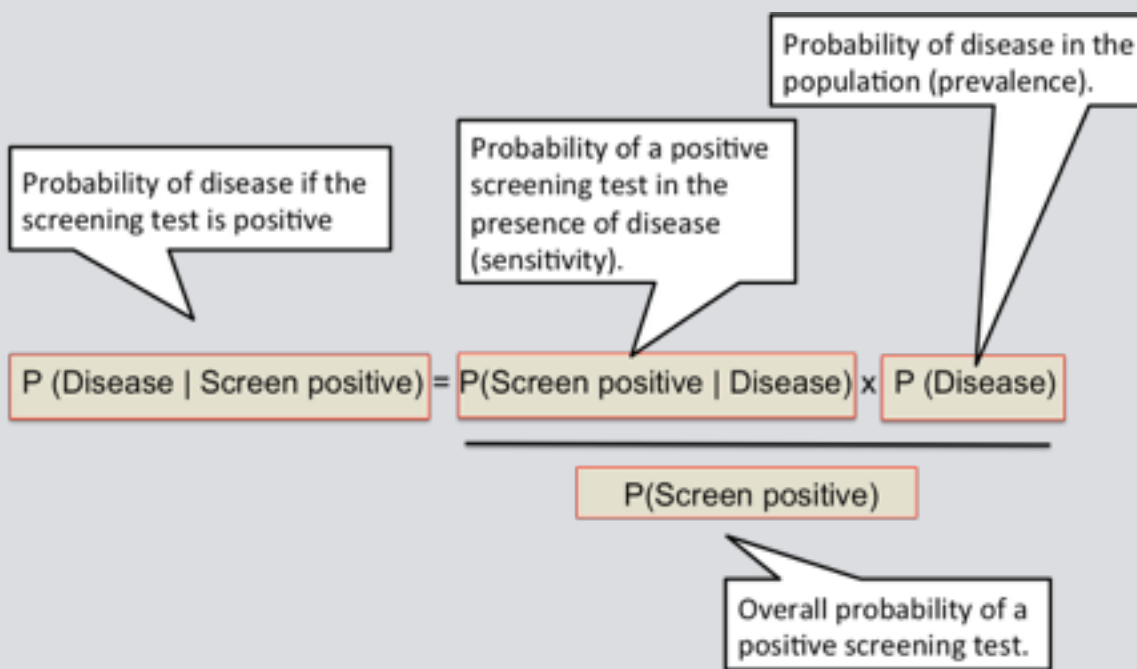 Probability of disease in the
population (prevalence).
Probability of a positive
screening test in the
presence of disease
(sensitivity).
Probability of disease if the
screening test is positive
P (Disease | Screen positive) = P(Screen positive | Disease) x P (Disease)
P(Screen positive)
Overall probability of a
positive screening test.